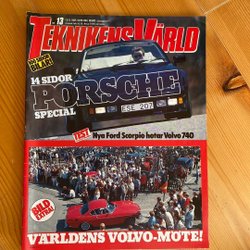 13
TEKNIKENS VÄRLD
14 SIDOR
PORSCHE
SPECIAL
ESE 207
TEST Nya Ford Scorpio hotar Volvo 740
BILD
EXTRA!
VÄRLDENS VOLVO-MÖTE!